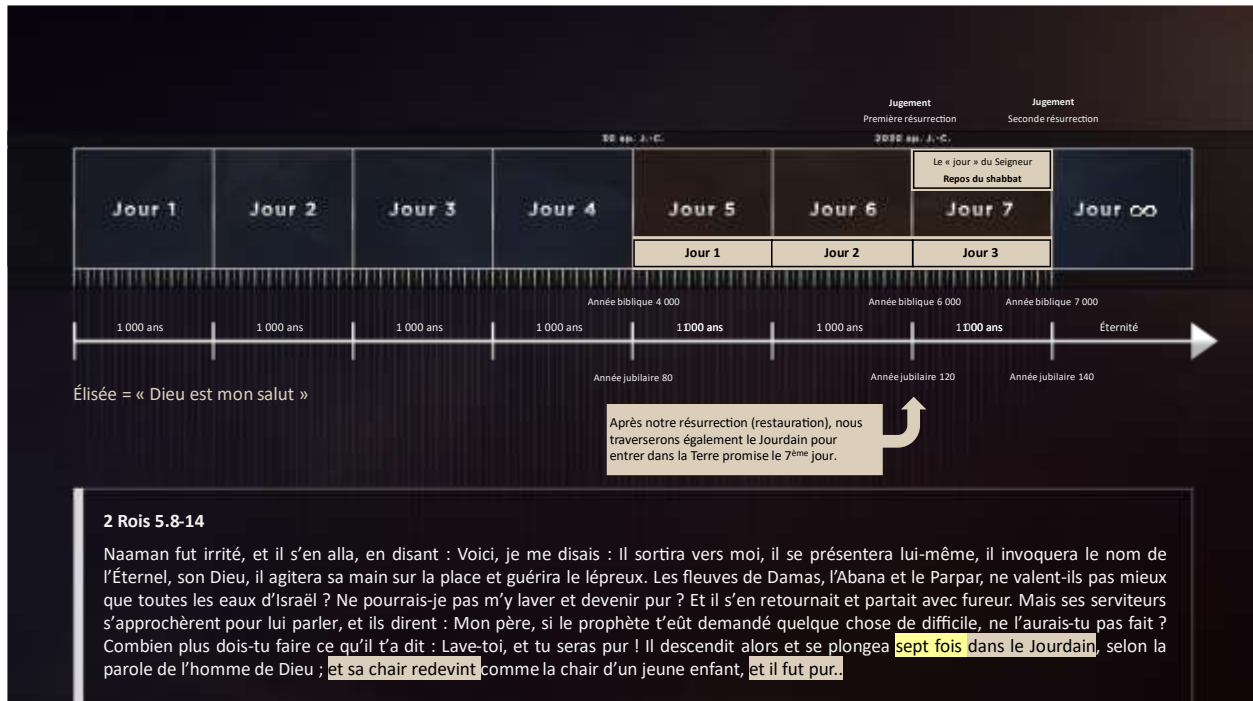 Jugement
Jugement
Première résurrection
Seconde résurrection
30 ap. J.-C.
2030 ap. J.-C.
Le « jour » du Seigneur
Repos du shabbat
Jour 1
Jour 2
Jour 3
Jour 4
Jour 5
Jour 6
Jour 7
Jour ∞
Jour 1
Jour 2
Jour 3
Année biblique 4 000
Année biblique 6 000
Année biblique 7 000
1 000 ans
1 000 ans
1 000 ans
1 000 ans
1 000 ans
1 000 ans
1 000 ans
Éternité
Année jubilaire 80
Année jubilaire 120
Année jubilaire 140
Élisée = « Dieu est mon salut »
Après notre résurrection (restauration), nous
traverserons également le Jourdain pour
entrer dans la Terre promise le 7ème jour.
2 Rois 5.8-14
Naaman fut irrité, et il s’en alla, en disant : Voici, je me disais : Il sortira vers moi, il se présentera lui-même, il invoquera le nom de
l’Éternel, son Dieu, il agitera sa main sur la place et guérira le lépreux. Les fleuves de Damas, l’Abana et le Parpar, ne valent-ils pas mieux
que toutes les eaux d’Israël ? Ne pourrais-je pas m’y laver et devenir pur ? Et il s’en retournait et partait avec fureur. Mais ses serviteurs
s’approchèrent pour lui parler, et ils dirent : Mon père, si le prophète t’eût demandé quelque chose de difficile, ne l’aurais-tu pas fait ?
Combien plus dois-tu faire ce qu’il t’a dit : Lave-toi, et tu seras pur ! Il descendit alors et se plongea sept fois dans le Jourdain, selon la
parole de l’homme de Dieu ; et sa chair redevint comme la chair d’un jeune enfant, et il fut pur..